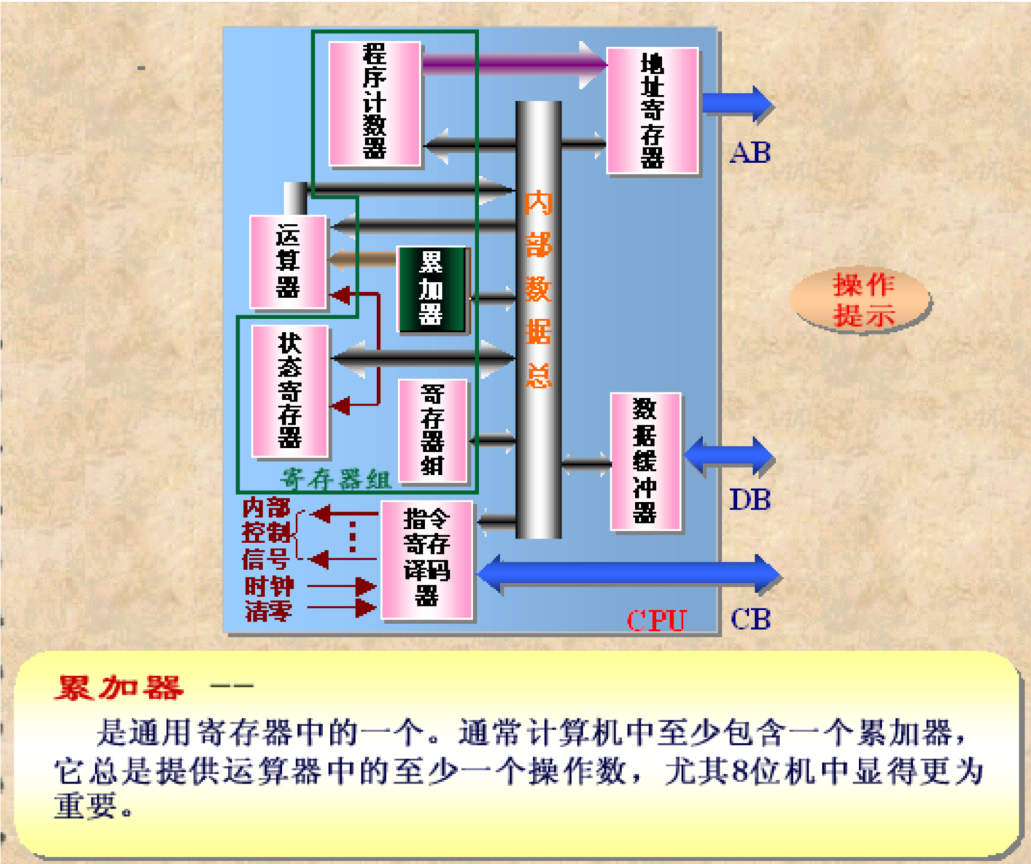 程序计数器
地址寄存器
AB
内部数据总
运算器
累加器
操作
提示
状态寄存器
寄存器组
数据缓冲器
寄存器组
DB
内部
控制
信号
时钟
清零
指令
寄存
译码
器
CPU
CB
累加器 --
是通用寄存器中的一个。通常计算机中至少包含一个累加器，
它总是提供运算器中的至少一个操作数，尤其8位机中显得更为
重要。